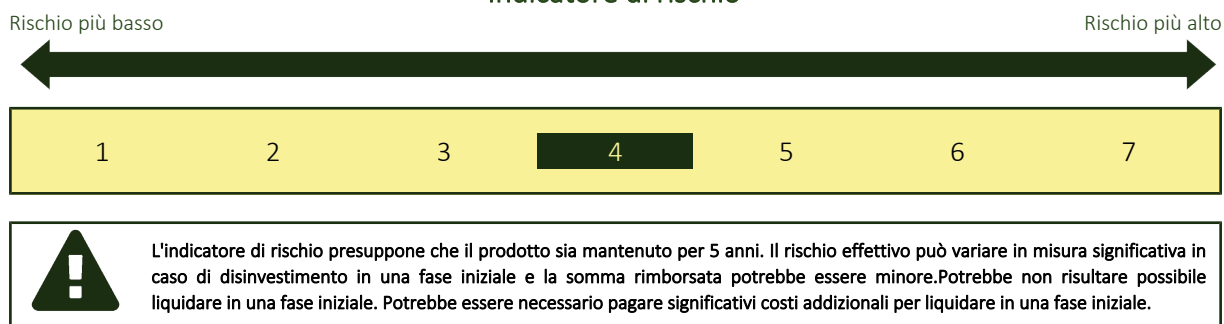 Indicatore di rischio
Rischio più basso
Rischio più alto
1 2 3 4 5 6 7
L'indicatore di rischio presuppone che il prodotto sia mantenuto per 5 anni. Il rischio effettivo può variare in misura significativa in
caso di disinvestimento in una fase iniziale e la somma rimborsata potrebbe essere minore.Potrebbe non risultare possibile
liquidare in una fase iniziale. Potrebbe essere necessario pagare significativi costi addizionali per liquidare in una fase iniziale.